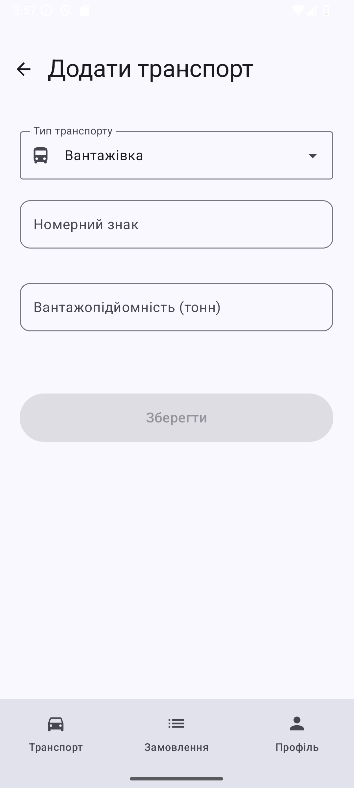 Додати транспорт
Тип транспорту
Вантажівка
Номерний знак
Вантажопідйомність (тонн)
Зберегти
Транспорт
Замовлення
Профіль